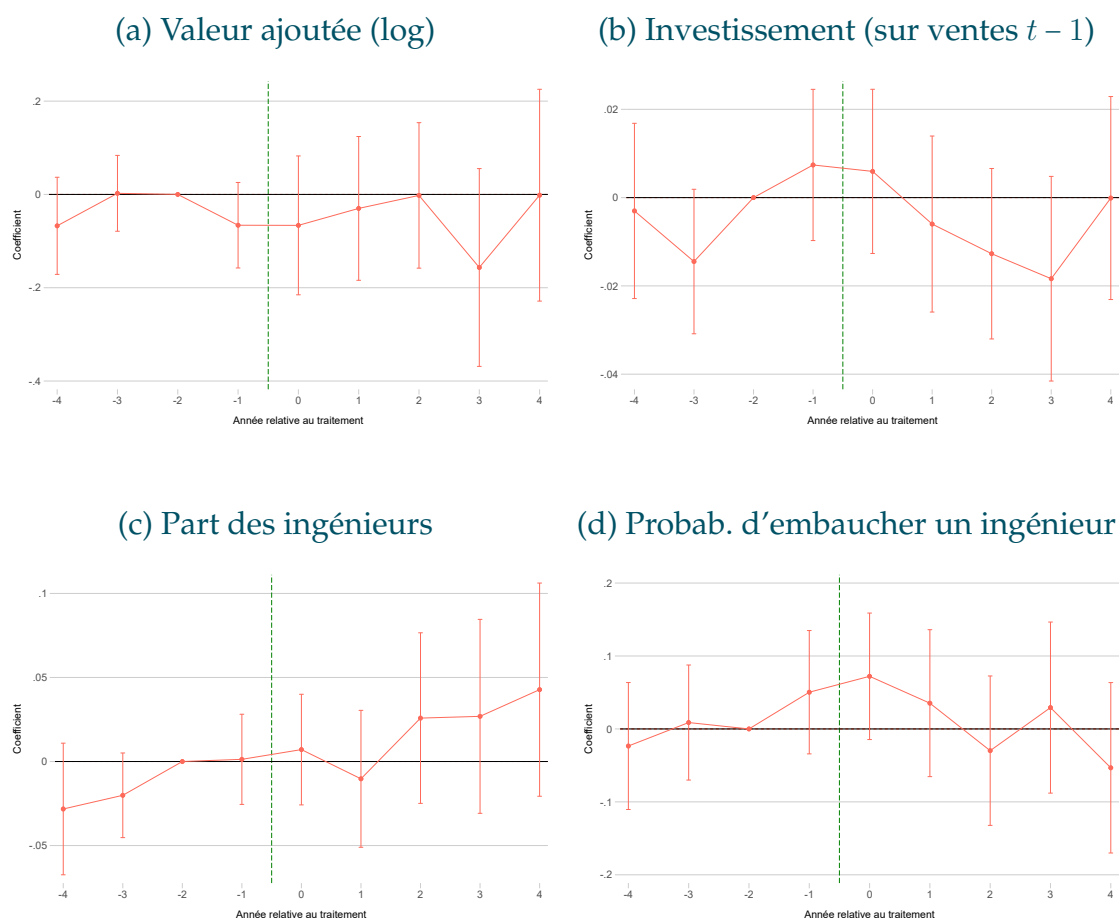 (a) Valeur ajoutée (log)
.2
0
-.2
-.4
Coefficient
-4 -3 -2 -1 0 1 2 3 4
Année relative au traitement
(b) Investissement (sur ventes t – 1)
.02
0
-.02
-.04
Coefficient
-4 -3 -2 -1 0 1 2 3 4
Année relative au traitement
(c) Part des ingénieurs
.1
.05
0
-.05
Coefficient
-4 -3 -2 -1 0 1 2 3 4
Année relative au traitement
(d) Probab. d'embaucher un ingénieur
.2
.1
0
-.1
-.2
Coefficient
-4 -3 -2 -1 0 1 2 3 4
Année relative au traitement